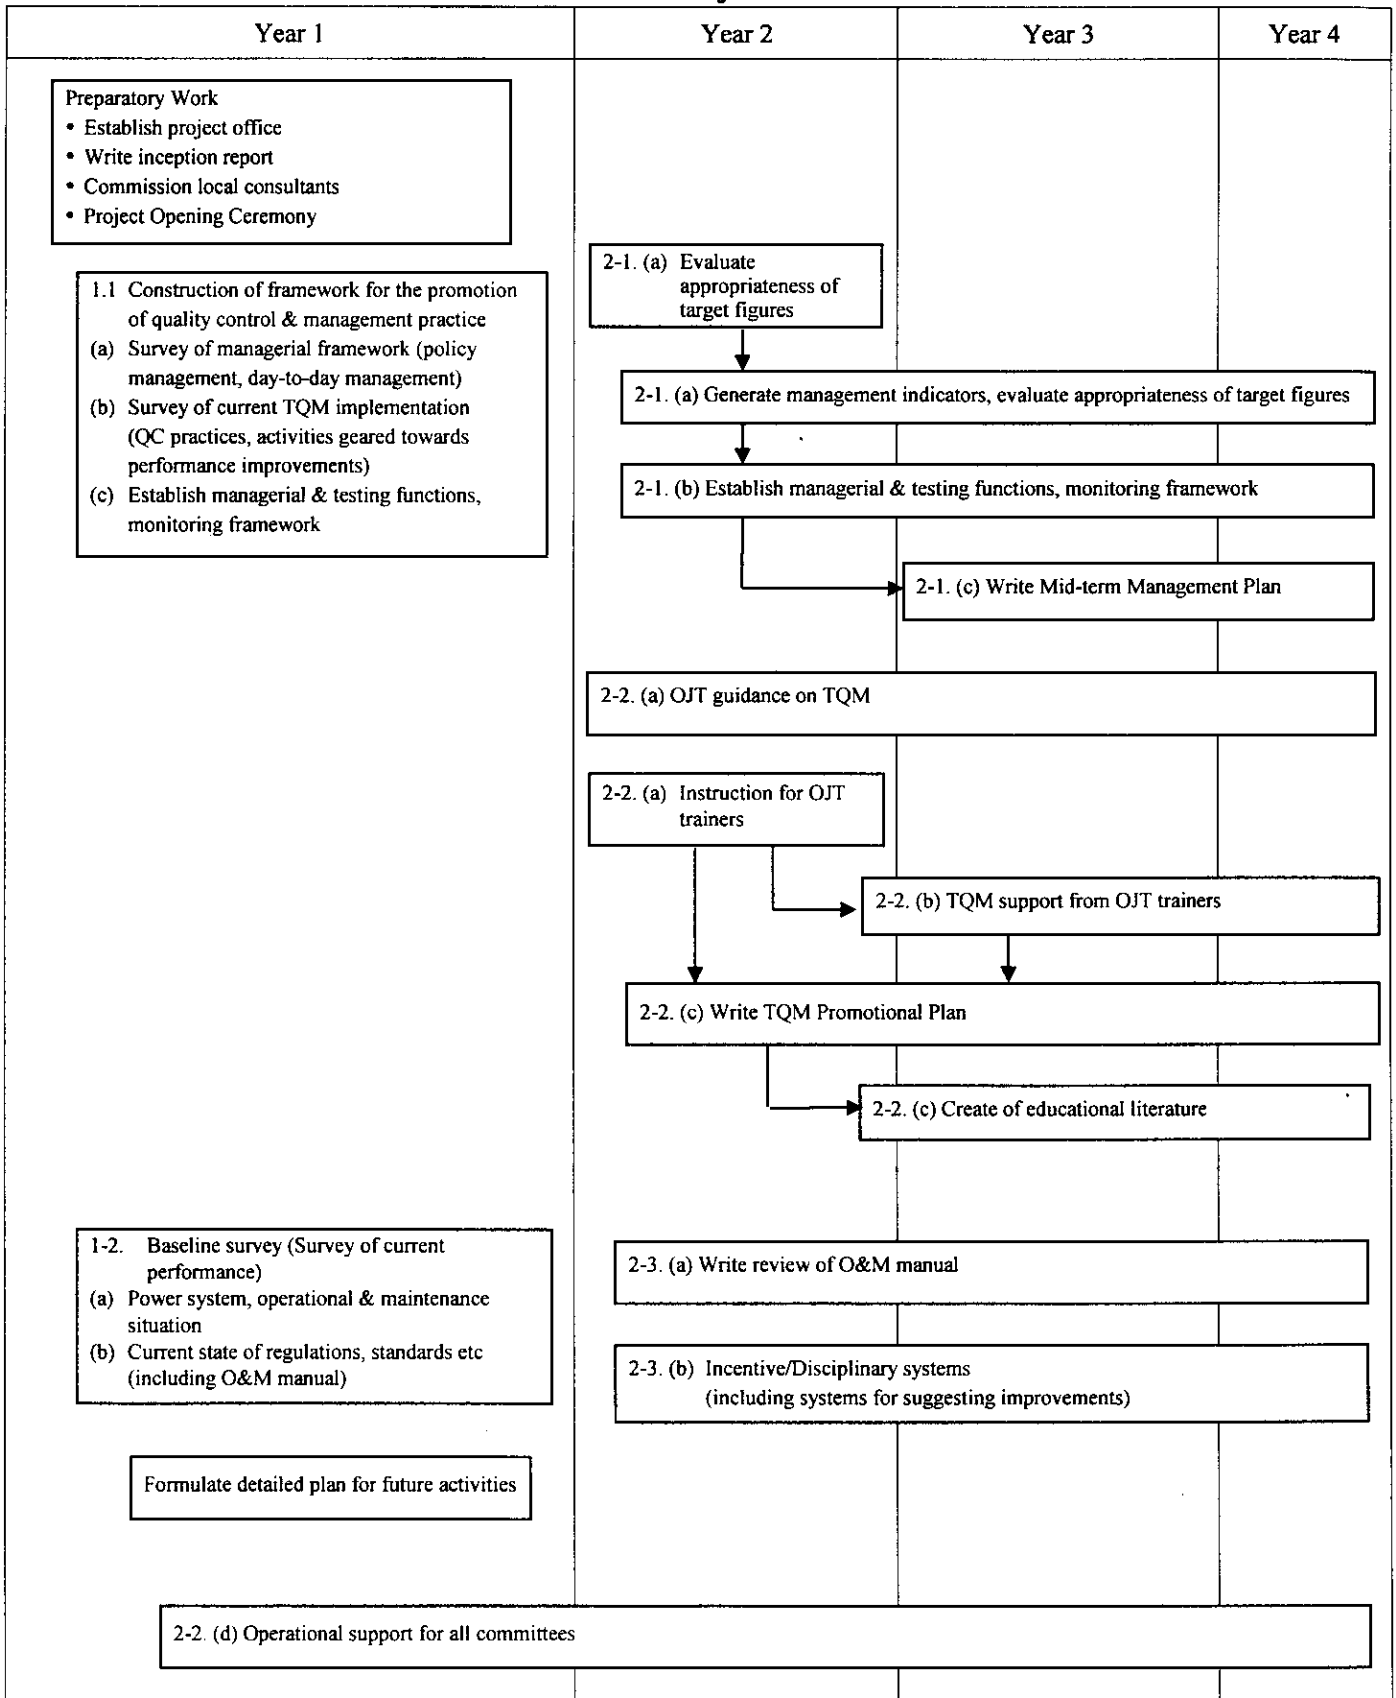 Year 1
Year 2
Year 3
Year 4
Preparatory Work
• Establish project office
• Write inception report
• Commission local consultants
• Project Opening Ceremony
1.1 Construction of framework for the promotion
of quality control & management practice
(a) Survey of managerial framework (policy
management, day-to-day management)
(b) Survey of current TQM implementation
(QC practices, activities geared towards
performance improvements)
(c) Establish managerial & testing functions,
monitoring framework
2-1. (a) Evaluate
appropriateness of
target figures
2-1. (a) Generate management indicators, evaluate appropriateness of target figures
2-1. (b) Establish managerial & testing functions, monitoring framework
2-1. (c) Write Mid-term Management Plan
2-2. (a) OJT guidance on TQM
2-2. (a) Instruction for OJT
trainers
2-2. (b) TQM support from OJT trainers
2-2. (c) Write TQM Promotional Plan
2-2. (c) Create of educational literature
1-2. Baseline survey (Survey of current
performance)
(a) Power system, operational & maintenance
situation
(b) Current state of regulations, standards etc
(including O&M manual)
2-3. (a) Write review of O&M manual
2-3. (b) Incentive/Disciplinary systems
(including systems for suggesting improvements)
Formulate detailed plan for future activities
2-2. (d) Operational support for all committees